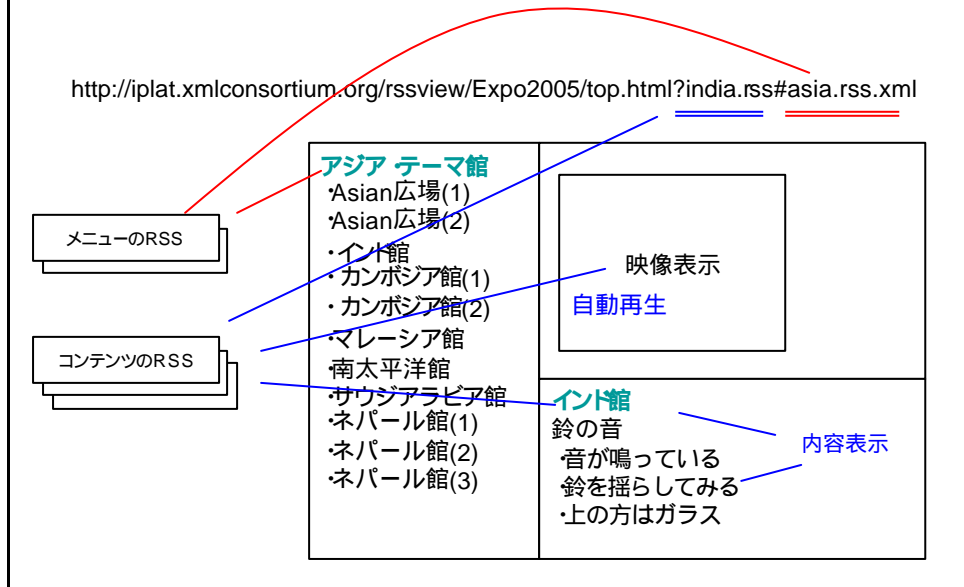 http://iplat.xmlconsortium.org/rssview/Expo2005/top.html?india.rss#asia.rss.xml
メニューのRSS
コンテンツのRSS
アジア・テーマ館
・Asian広場(1)
・Asian広場(2)
・インド館
・カンボジア館(1)
・カンボジア館(2)
・マレーシア館
・南太平洋館
・サウジアラビア館
・ネパール館(1)
・ネパール館(2)
・ネパール館(3)
映像表示
自動再生
インド館
鈴の音
・音が鳴っている
・鈴を揺らしてみる
・上の方はガラス
内容表示